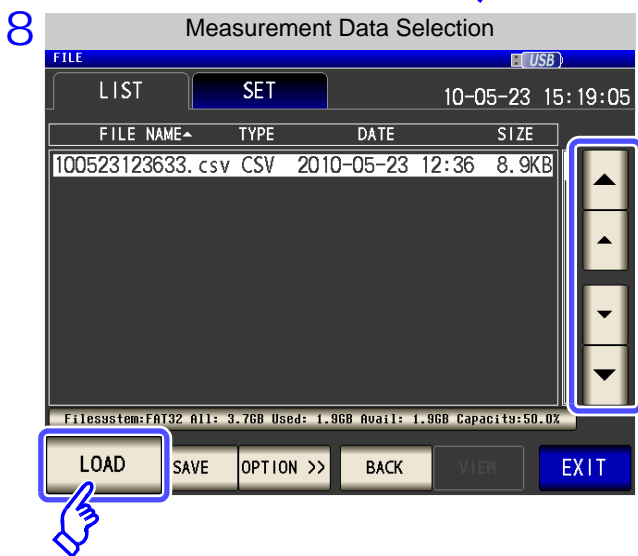 8
Measurement Data Selection
FILE USB
LIST SET 10-05-23 15:19:05
FILE NAME▲ TYPE DATE SIZE
100523123633.csv CSV 2010-05-23 12:36 8.9KB
Filesystem:FAT32 All: 3.7GB Used: 1.9GB Avail: 1.9GB Capacity:50.0%
LOAD SAVE OPTION >> BACK VIEW EXIT